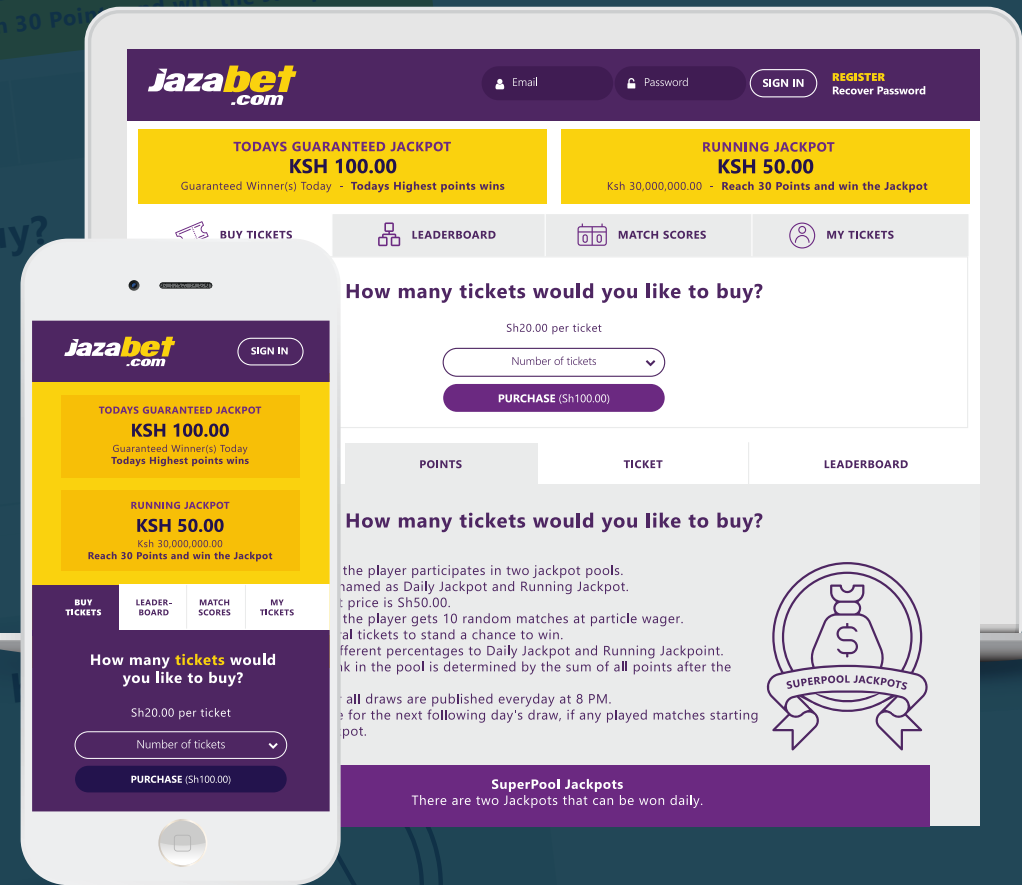 30 Points and win the
uy?
jazabet
.com
Email
Password
SIGN IN
REGISTER
Recover Password
TODAYS GUARANTEED JACKPOT
KSH 100.00
Guaranteed Winner(s) Today - Todays Highest points wins
RUNNING JACKPOT
KSH 50.00
Ksh 30,000,000.00 - Reach 30 Points and win the Jackpot
BUY TICKETS
LEADERBOARD
MATCH SCORES
MY TICKETS
How many tickets would you like to buy?
Sh20.00 per ticket
Number of tickets
PURCHASE (Sh100.00)
POINTS
TICKET
LEADERBOARD
How many tickets would you like to buy?
the player participates in two jackpot pools.
named as Daily Jackpot and Running Jackpot.
price is Sh50.00.
the player gets 10 random matches at particle wager.
tickets to stand a chance to win.
percentages to Daily Jackpot and Running Jackpoint.
in the pool is determined by the sum of all points after the
all draws are published everyday at 8 PM.
for the next following day's draw, if any played matches starting
SUPERPOOL JACKPOTS
SuperPool Jackpots
There are two Jackpots that can be won daily.
jazabet
.com
SIGN IN
TODAYS GUARANTEED JACKPOT
KSH 100.00
Guaranteed Winner(s) Today
Todays Highest points wins
RUNNING JACKPOT
KSH 50.00
Ksh 30,000,000.00
Reach 30 Points and win the Jackpot
BUY
TICKETS
LEADER-
BOARD
MATCH
SCORES
MY
TICKETS
How many tickets would
you like to buy?
Sh20.00 per ticket
Number of tickets
PURCHASE (Sh100.00)